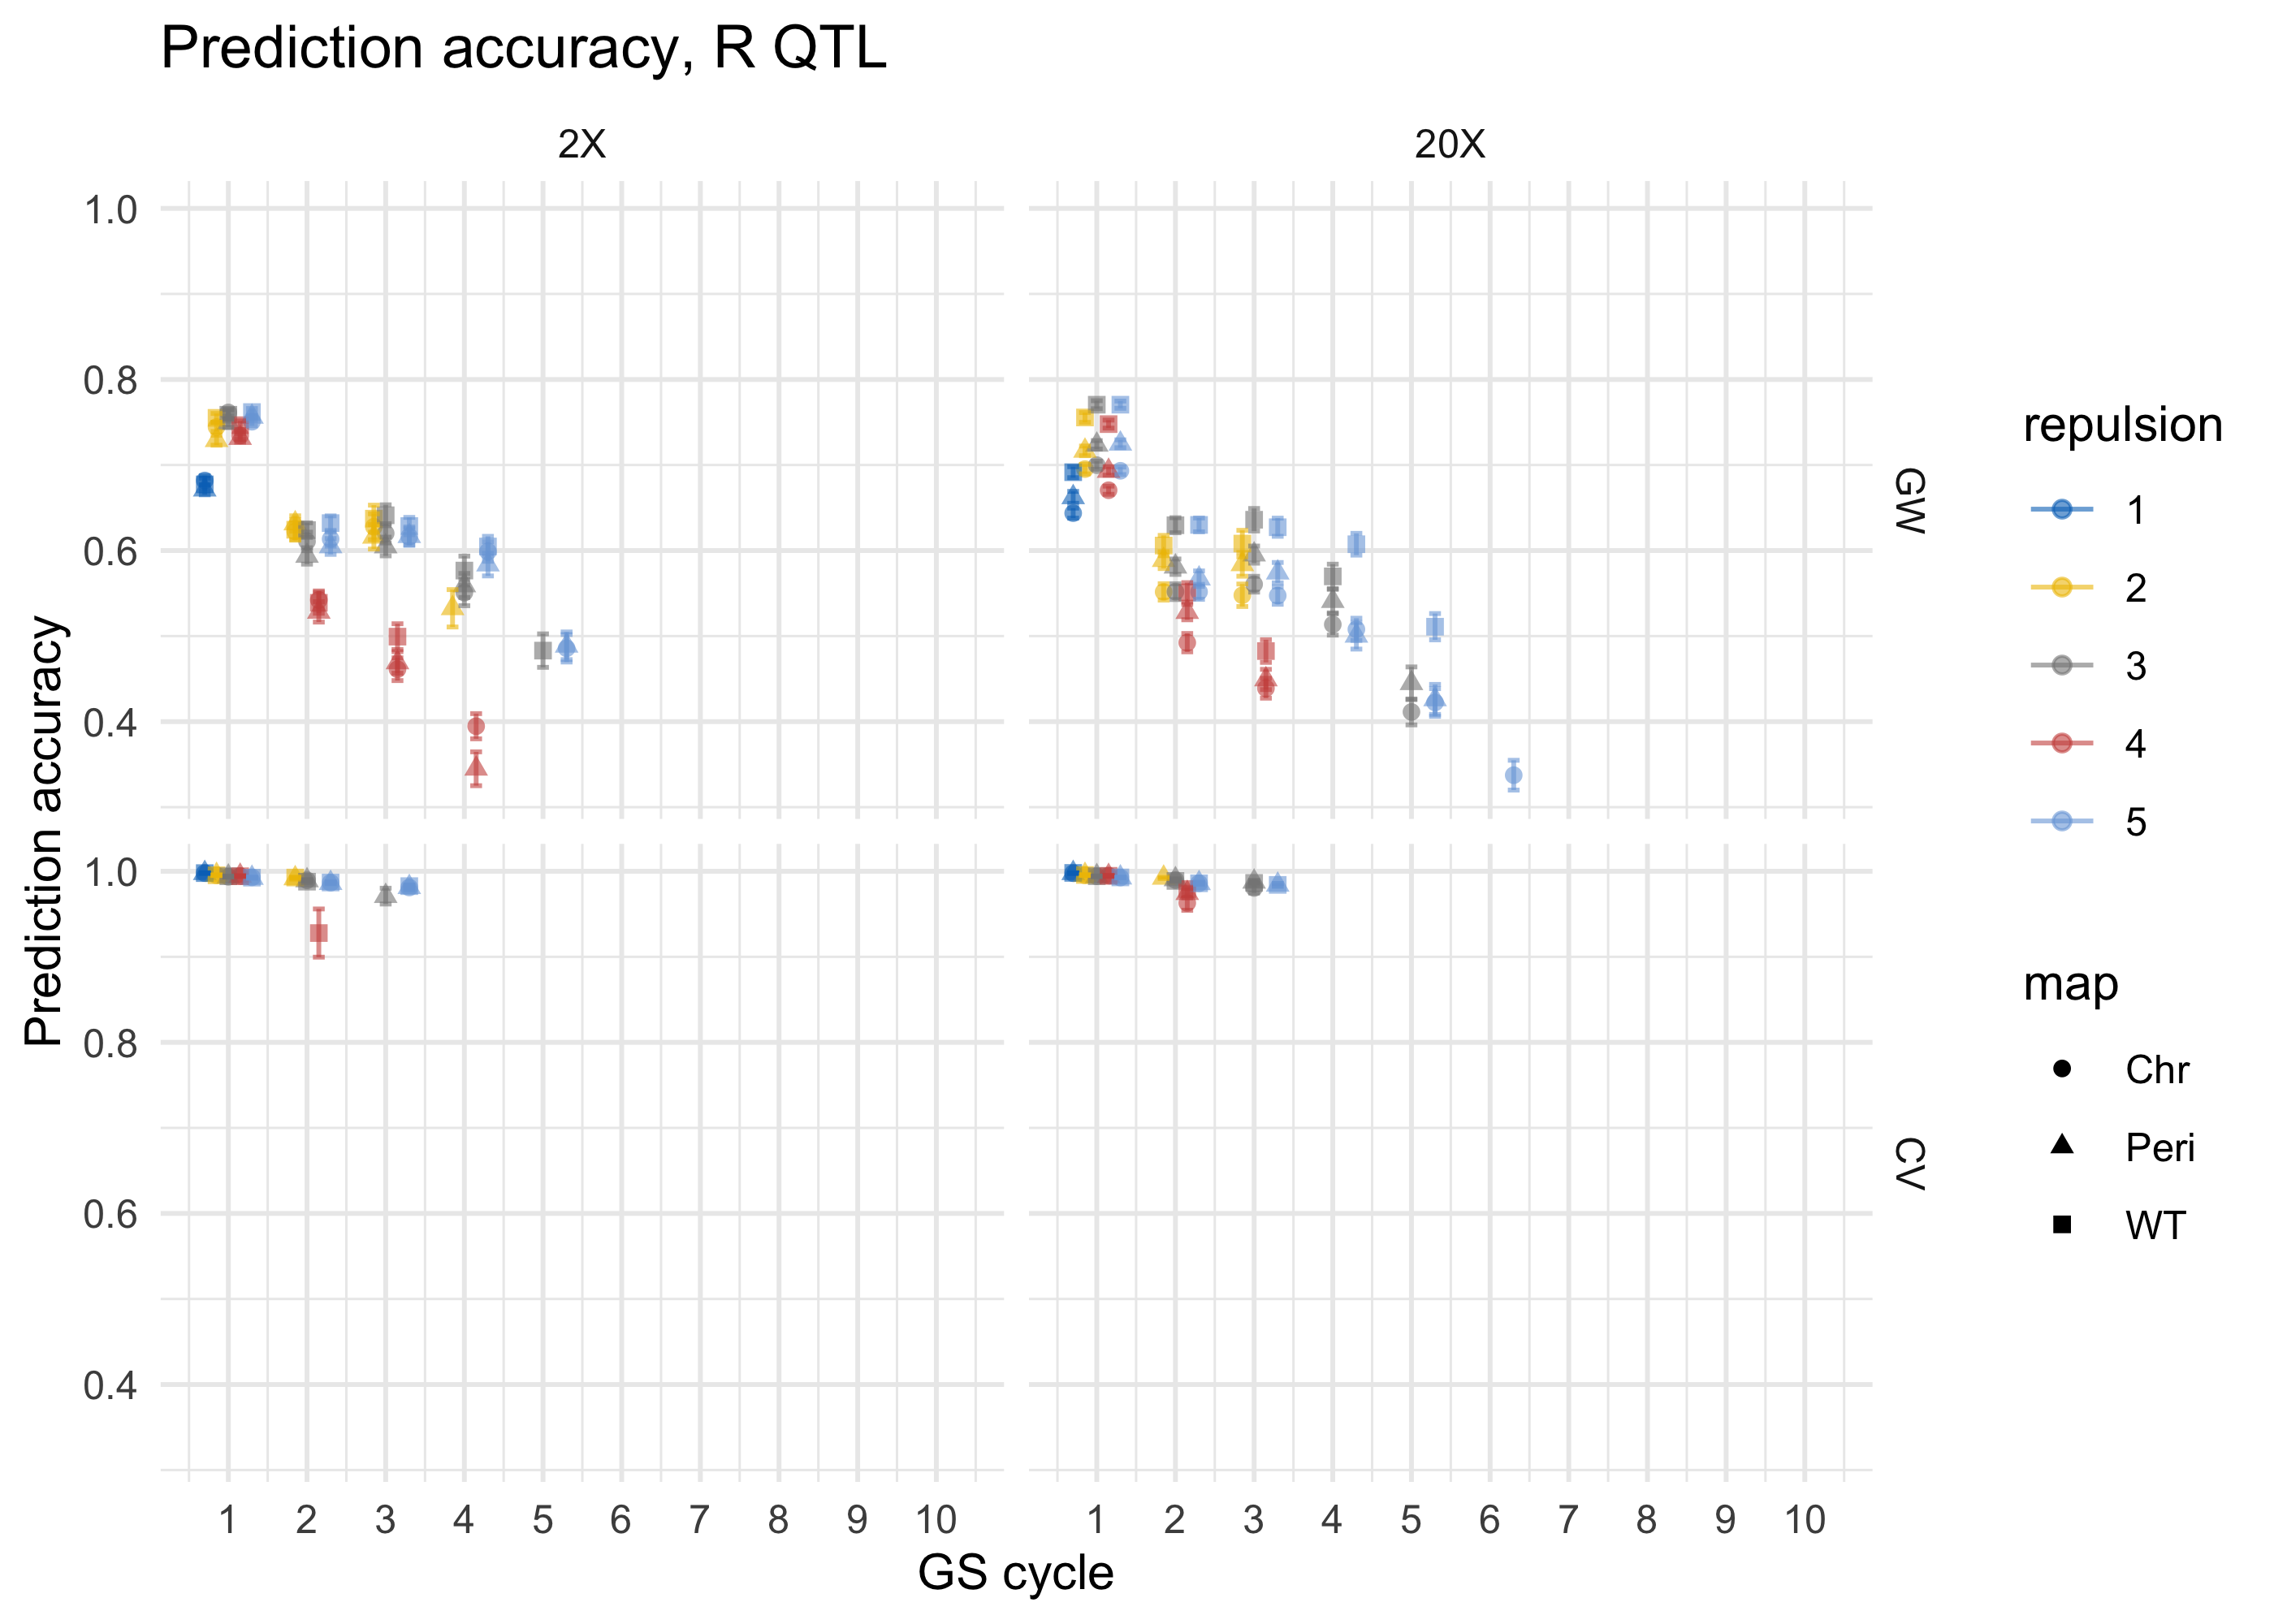 Prediction accuracy, R QTL
2X
20X
1.0
0.8
0.6
0.4
GW
1.0
0.8
0.6
0.4
CV
Prediction accuracy
1 2 3 4 5 6 7 8 9 10
1 2 3 4 5 6 7 8 9 10
GS cycle
repulsion
1
2
3
4
5
map
Chr
Peri
WT